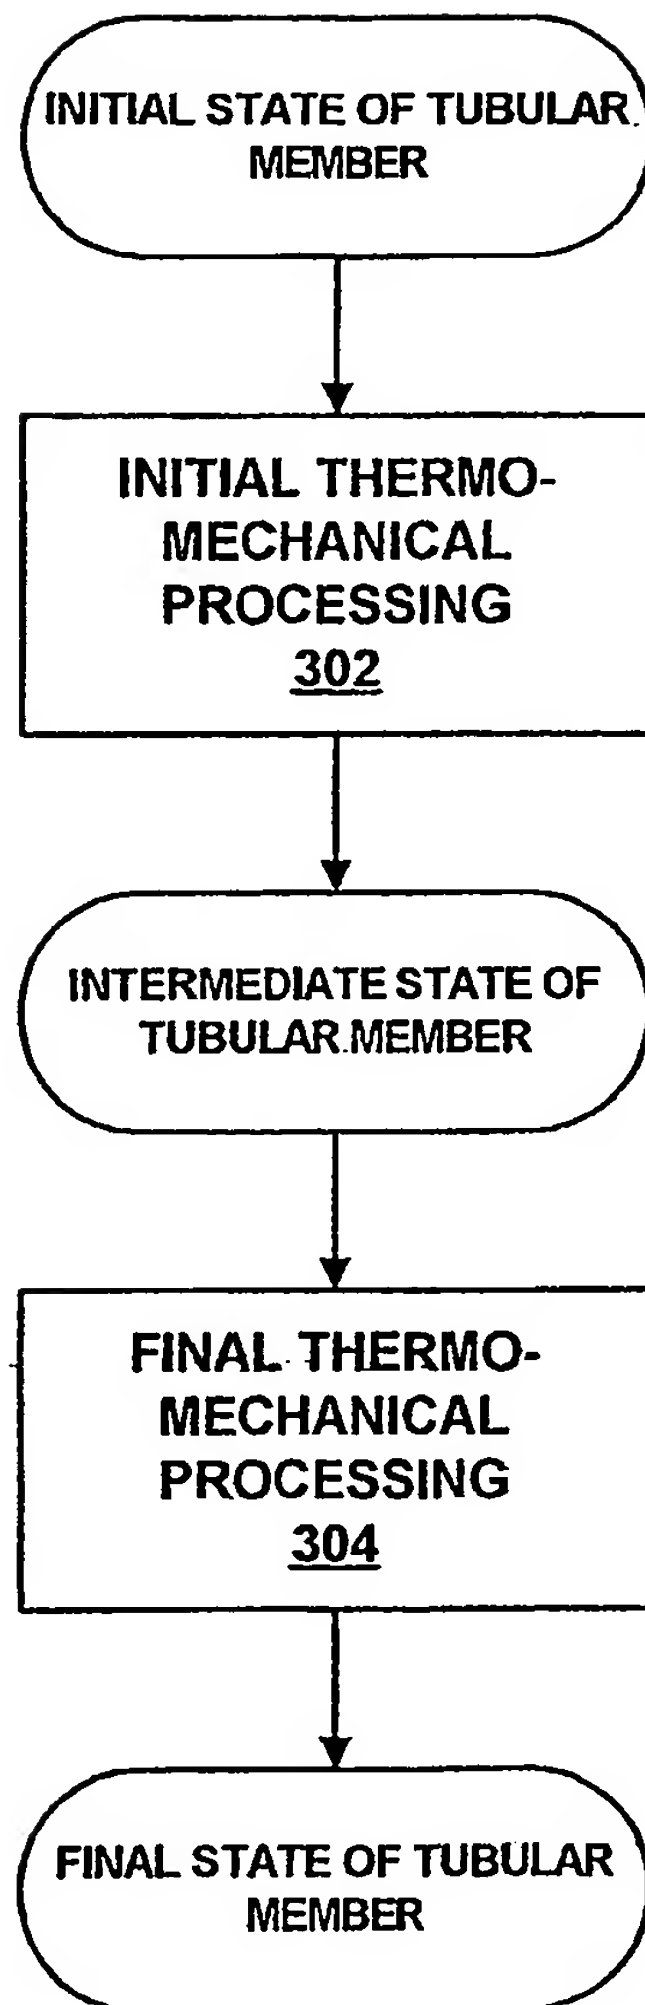 INITIAL STATE OF TUBULAR
MEMBER
INITIAL THERMO-
MECHANICAL
PROCESSING
302
INTERMEDIATE STATE OF
TUBULAR MEMBER
FINAL THERMO-
MECHANICAL
PROCESSING
304
FINAL STATE OF TUBULAR
MEMBER